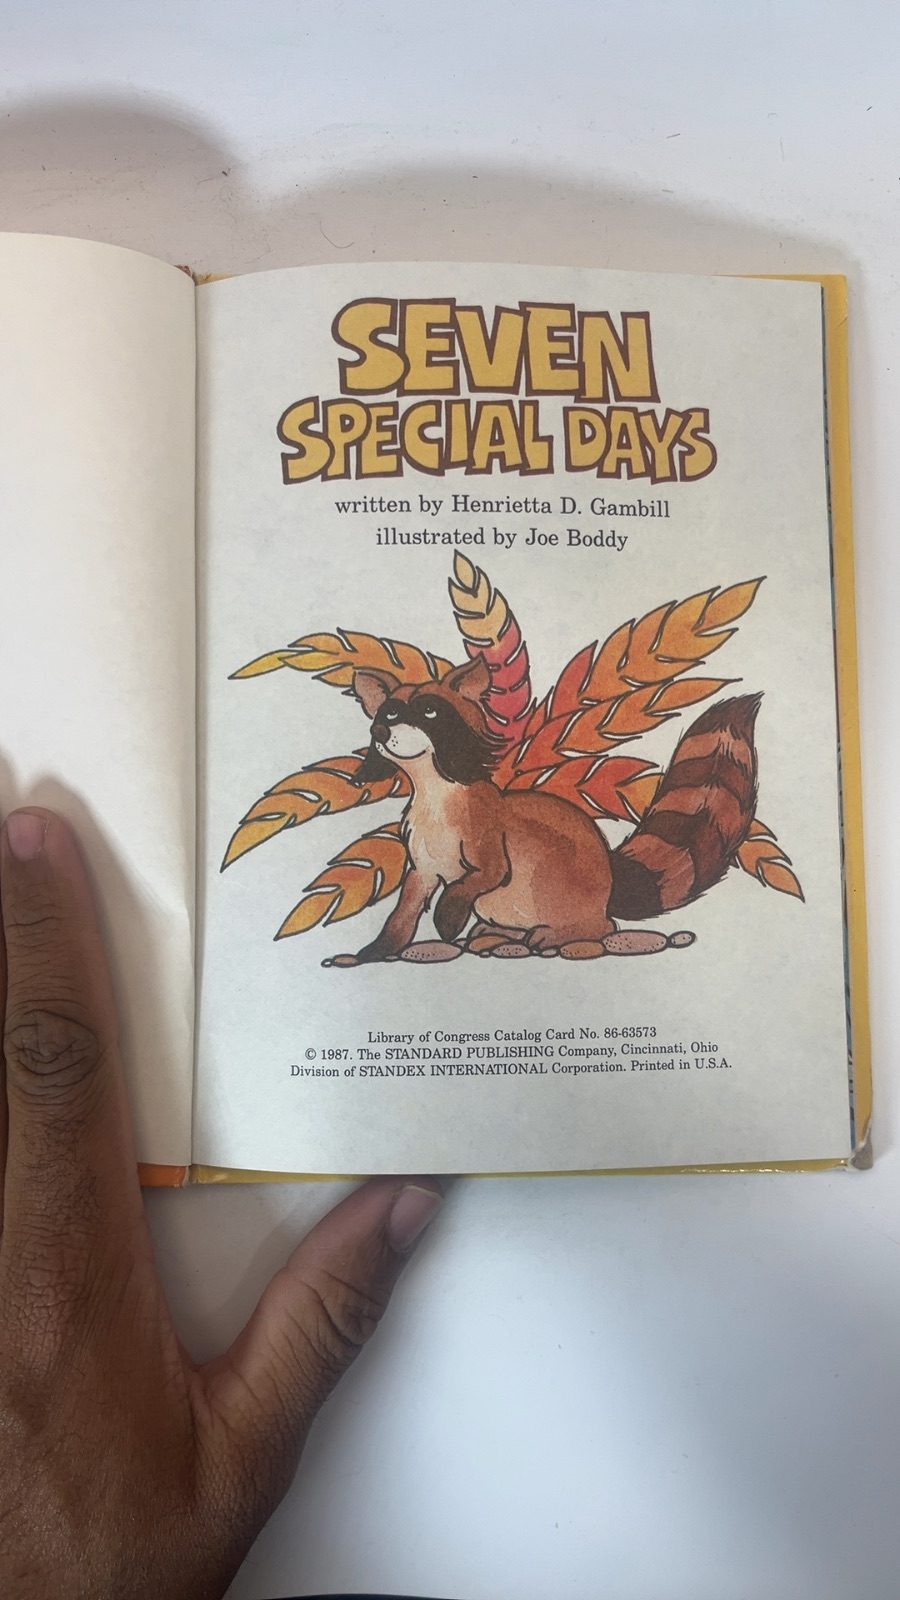 SEVEN
SPECIAL DAYS
written by Henrietta D. Gambill
illustrated by Joe Boddy
Library of Congress Catalog Card No. 86-63573
© 1987. The STANDARD PUBLISHING Company, Cincinnati, Ohio
Division of STANDEX INTERNATIONAL Corporation. Printed in U.S.A.